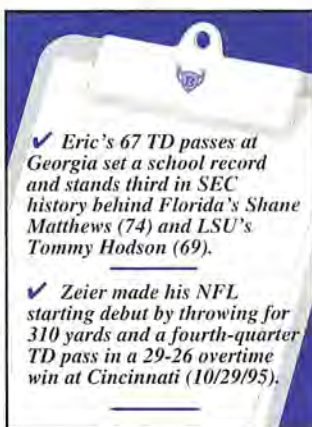 ✔ Eric's 67 TD passes at
Georgia set a school record
and stands third in SEC
history behind Florida's Shane
Matthews (74) and LSU's
Tommy Hodson (69).
✔ Zeier made his NFL
starting debut by throwing for
310 yards and a fourth-quarter
TD pass in a 29-26 overtime
win at Cincinnati (10/29/95).